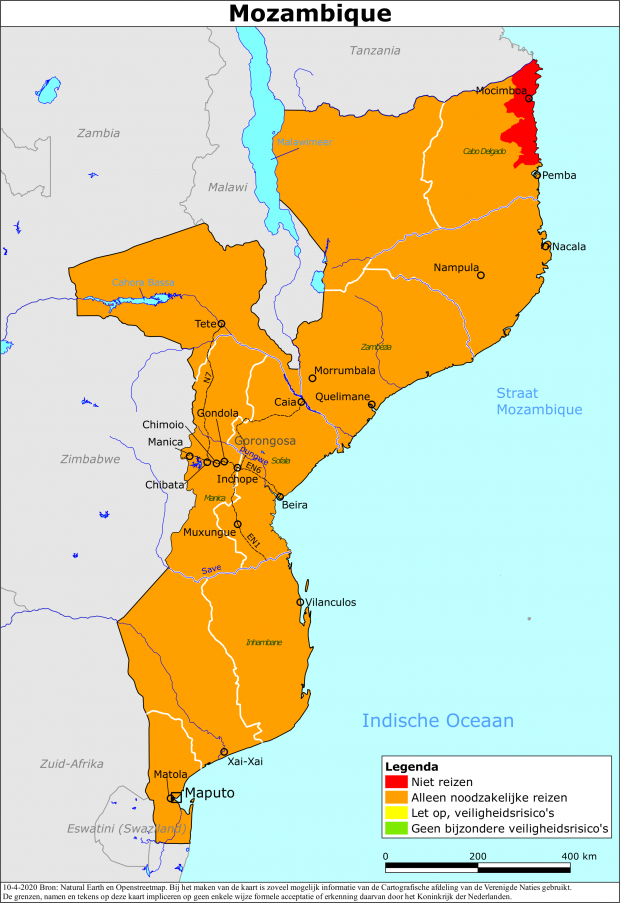 Mozambique
Tanzania
Mocimboa
Zambia
Malawimeer
Cabo Delgado
Malawi
Pemba
Nacala
Nampula
Cahora Bassa
Tete
Zambezia
N7
Morrumbala
Straat
Mozambique
Caia
Quelimane
Gondola
Chimoio
Gorongosa
Manica
Pungwe
Zimbabwe
Sofala
EN6
Inchope
Chibata
Manica
Beira
Muxungue
EN1
Save
Vilanculos
Inhambane
Indische Oceaan
Xai-Xai
Zuid-Afrika
Matola
Maputo
Eswatini (Swaziland)
Legenda
Niet reizen
Alleen noodzakelijke reizen
Let op, veiligheidsrisico's
Geen bijzondere veiligheidsrisico's
0 200 400 km
10-4-2020 Bron: Natural Earth en Openstreetmap. Bij het maken van de kaart is zoveel mogelijk informatie van de Cartografische afdeling van de Verenigde Naties gebruikt.
De grenzen, namen en tekens op deze kaart impliceren op geen enkele wijze formele acceptatie of erkenning daarvan door het Koninkrijk der Nederlanden.